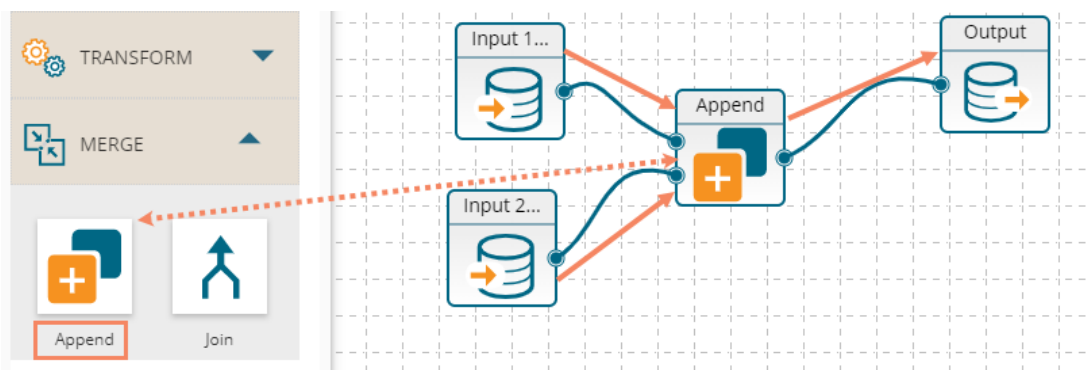 TRANSFORM
MERGE
Append
Join
Input 1...
Input 2...
Append
Output